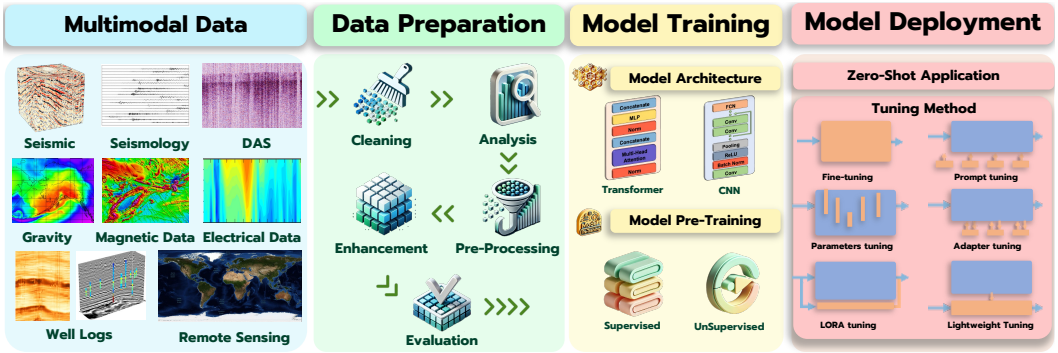 Multimodal Data
Seismic
Seismology
DAS
Gravity
Magnetic Data
Electrical Data
Well Logs
Remote Sensing
Data Preparation
Cleaning
Analysis
Enhancement
Pre-Processing
Evaluation
Model Training
Model Architecture
Concatenate
MLP
Norm
Concatenate
Multi-Head
Attention
Norm
Transformer
FCN
Conv
Conv
Pooling
ReLU
Batch Norm
Conv
CNN
Model Pre-Training
Supervised
UnSupervised
Model Deployment
Zero-Shot Application
Tuning Method
Fine-tuning
Prompt tuning
Parameters tuning
Adapter tuning
LORA tuning
Lightweight Tuning